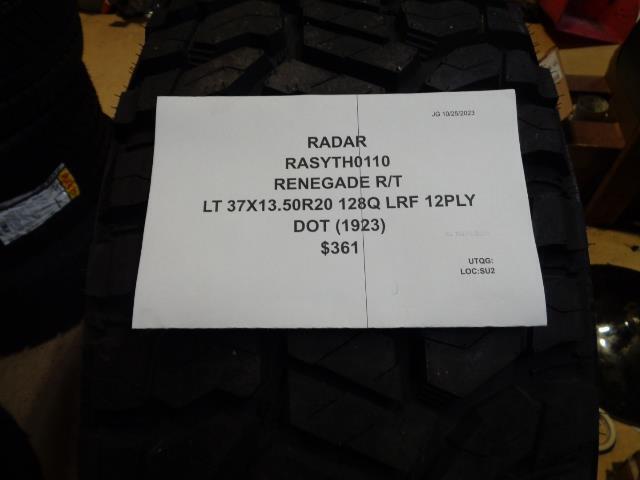 JG 10/25/2023
RADAR
RASYTH0110
RENEGADE R/T
LT 37X13.50R20 128Q LRF 12PLY
DOT (1923)
$361
UTQG:
LOC:SU2